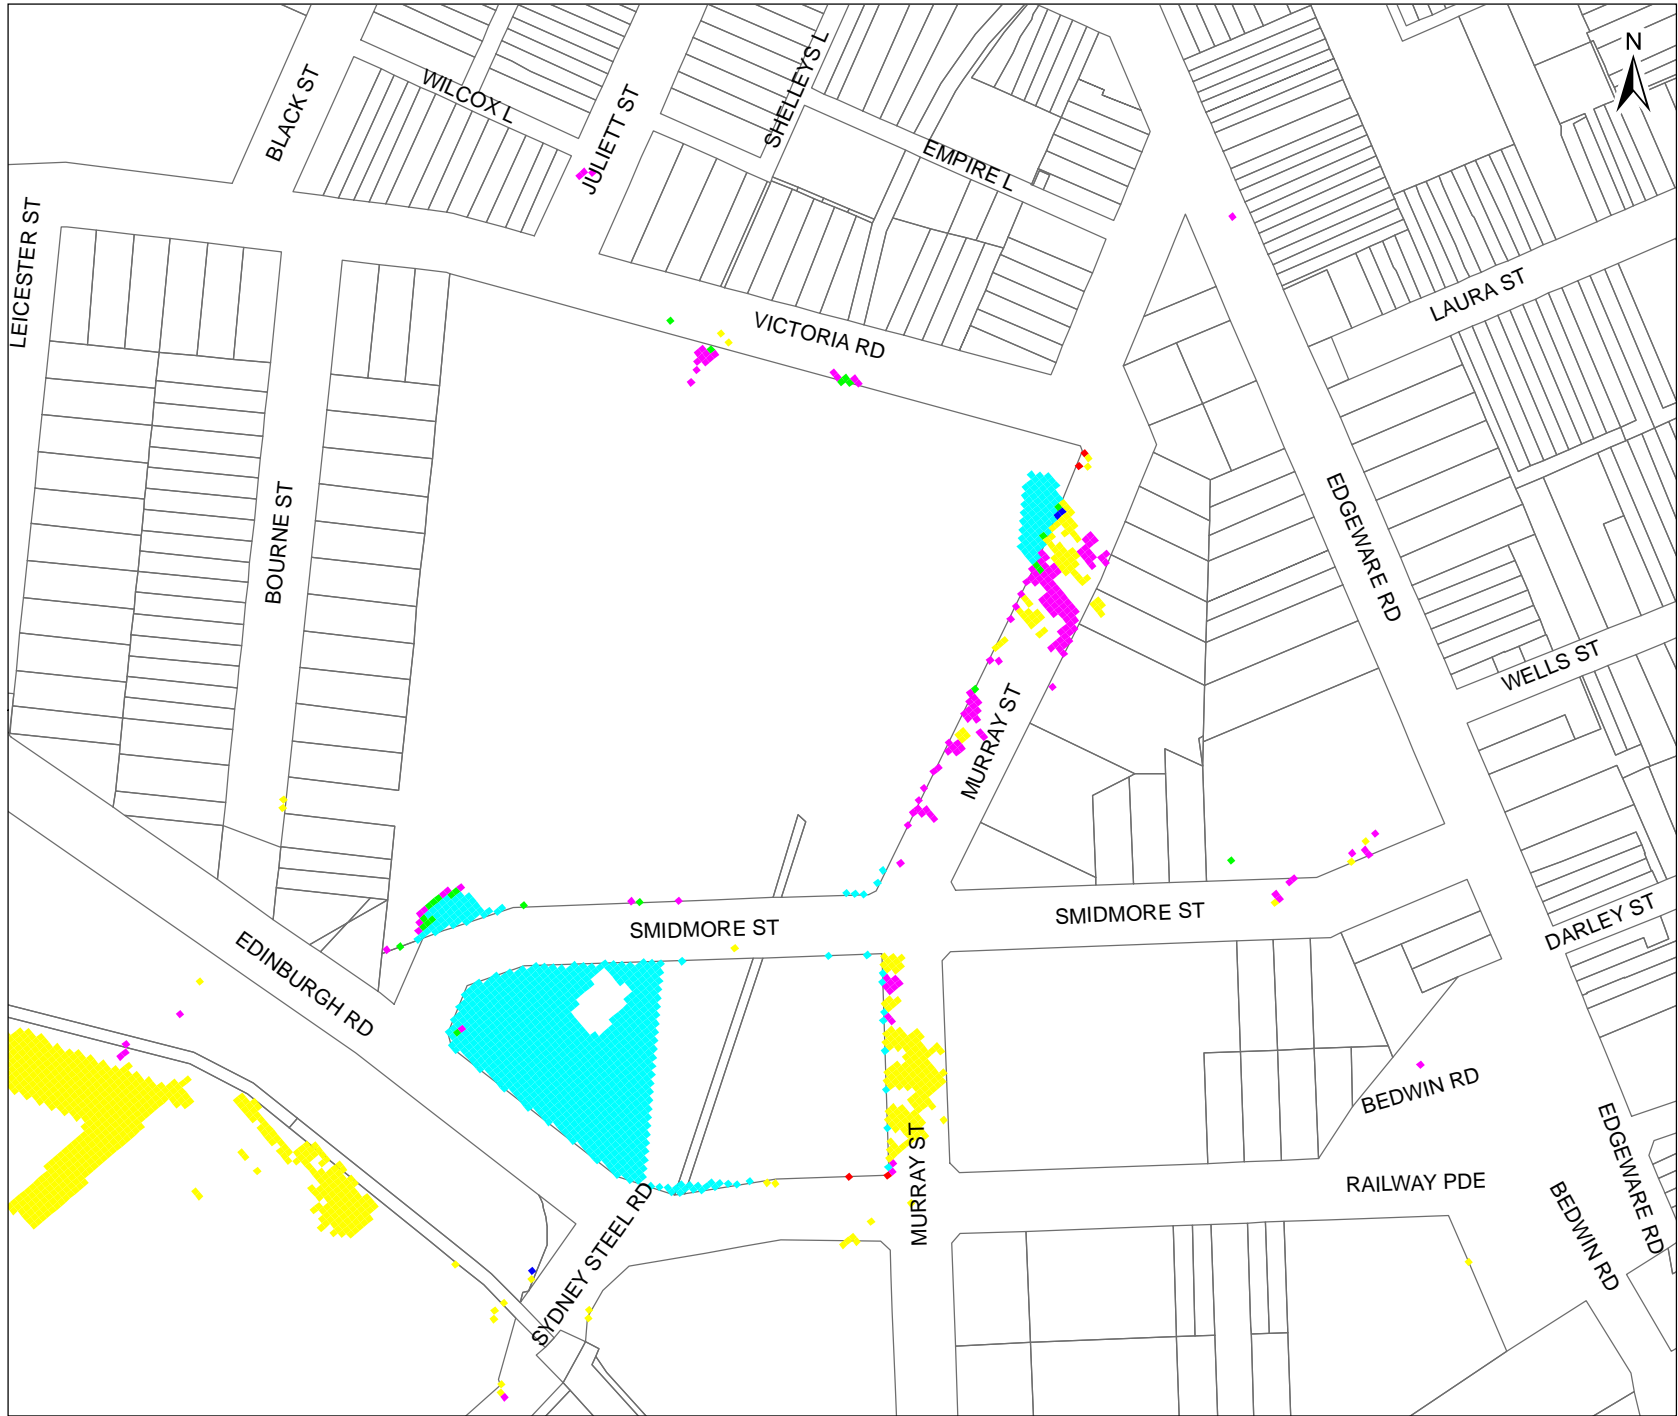 N
BLACK ST
WILCOX L
JULIETT ST
SHELLEYS L
EMPIRE L
LEICESTER ST
LAURA ST
VICTORIA RD
BOURNE ST
EDGEWARE RD
WELLS ST
MURRAY ST
SMIDMORE ST
SMIDMORE ST
DARLEY ST
EDINBURGH RD
BEDWIN RD
MURRAY ST
EDGEWARE RD
RAILWAY PDE
SYDNEY STEEL RD
BEDWIN RD